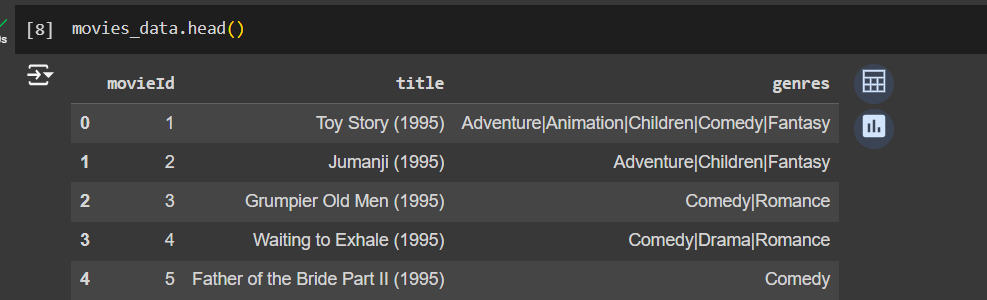 [8] movies_data.head()
movieId title genres
0 1 Toy Story (1995) Adventure|Animation|Children|Comedy|Fantasy
1 2 Jumanji (1995) Adventure|Children|Fantasy
2 3 Grumpier Old Men (1995) Comedy|Romance
3 4 Waiting to Exhale (1995) Comedy|Drama|Romance
4 5 Father of the Bride Part II (1995) Comedy